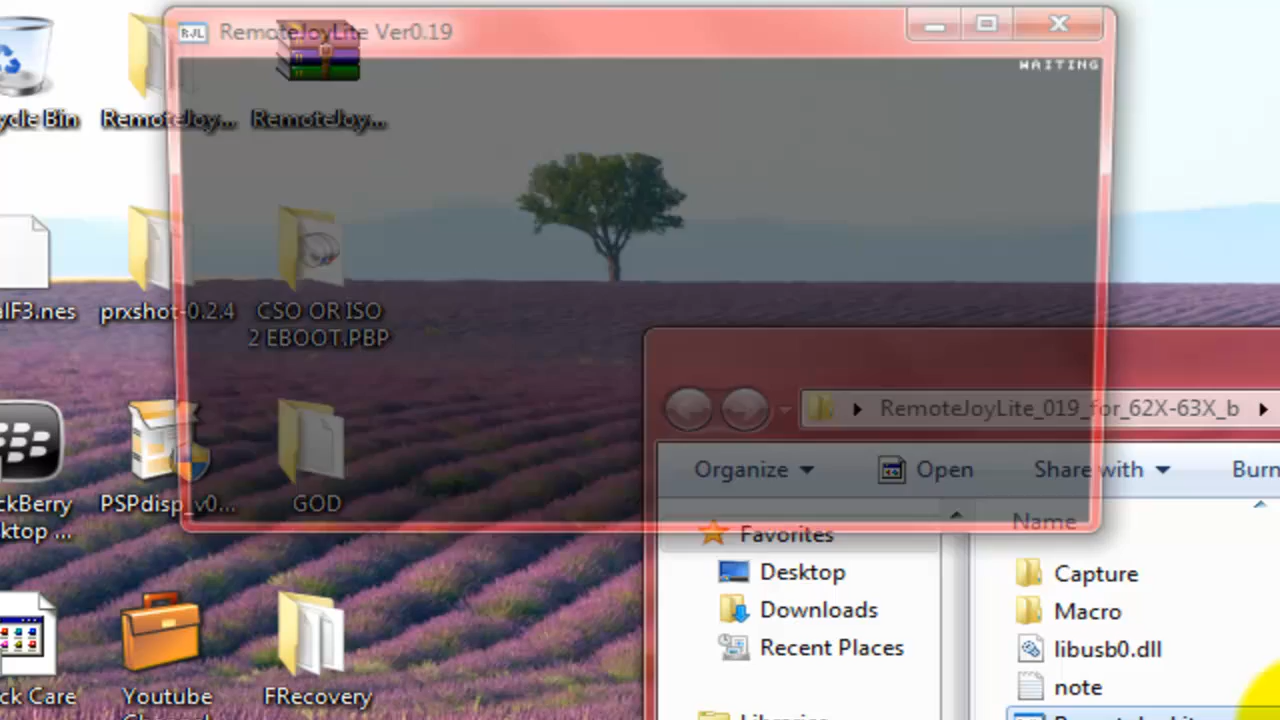 RJL RemoteJoyLite Ver0.19
WAITING
ycle Bin
RemoteJoy...
RemoteJoy...
alF3.nes
prxshot-0.2.4
CSO OR ISO
2 EBOOT.PBP
RemoteJoyLite_019_for_62X-63X_b
Organize
Open
Share with
Burn
ckBerry
ktop ...
PSPdisp_v0...
GOD
Name
Favorites
Desktop
Downloads
Recent Places
Capture
Macro
libusb0.dll
note
ck Care
Youtube
FRecovery
Libraries